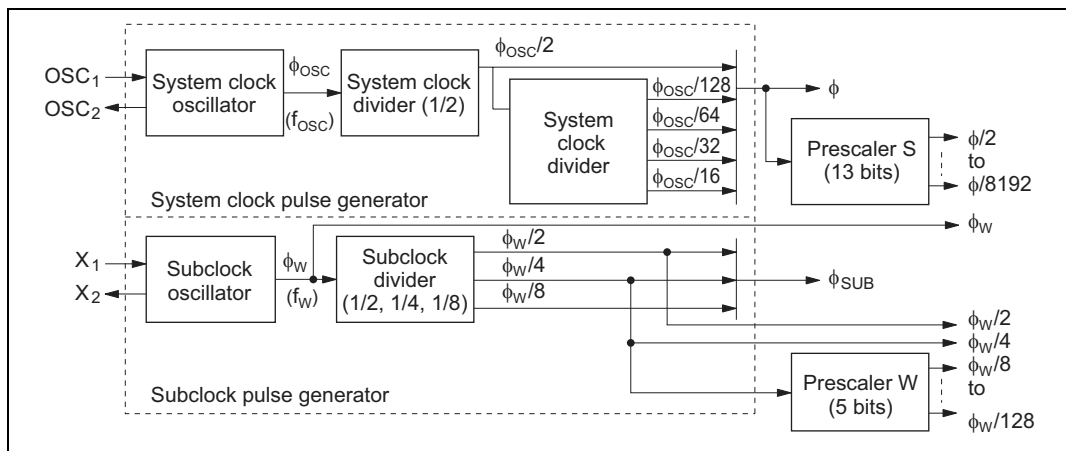 OSC1
OSC2
System clock
oscillator
ϕOSC
(fOSC)
System clock
divider (1/2)
ϕOSC/2
System
clock
divider
ϕOSC/128
ϕOSC/64
ϕOSC/32
ϕOSC/16
ϕ
Prescaler S
(13 bits)
ϕ/2
to
ϕ/8192
System clock pulse generator
X1
X2
Subclock
oscillator
ϕW
(fW)
Subclock
divider
(1/2, 1/4, 1/8)
ϕW/2
ϕW/4
ϕW/8
ϕW
ϕSUB
ϕW/2
ϕW/4
Prescaler W
(5 bits)
ϕW/8
to
ϕW/128
Subclock pulse generator